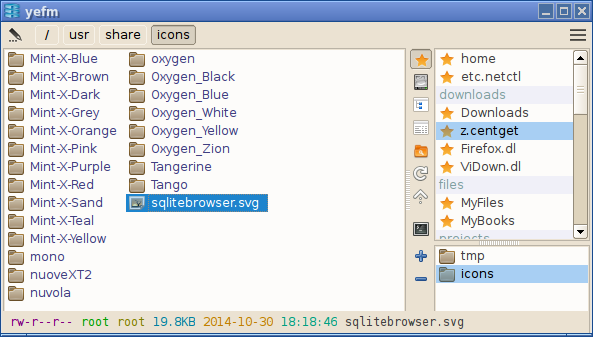 yefm
/ usr share icons
Mint-X-Blue
Mint-X-Brown
Mint-X-Dark
Mint-X-Grey
Mint-X-Orange
Mint-X-Pink
Mint-X-Purple
Mint-X-Red
Mint-X-Sand
Mint-X-Teal
Mint-X-Yellow
mono
nuoveXT2
nuvola
oxygen
Oxygen_Black
Oxygen_Blue
Oxygen_White
Oxygen_Yellow
Oxygen_Zion
Tangerine
Tango
sqlitebrowser.svg
home
etc.netctl
downloads
Downloads
z.centget
Firefox.dl
ViDown.dl
files
MyFiles
MyBooks
projects
tmp
icons
rw-r--r-- root root 19.8KB 2014-10-30 18:18:46 sqlitebrowser.svg